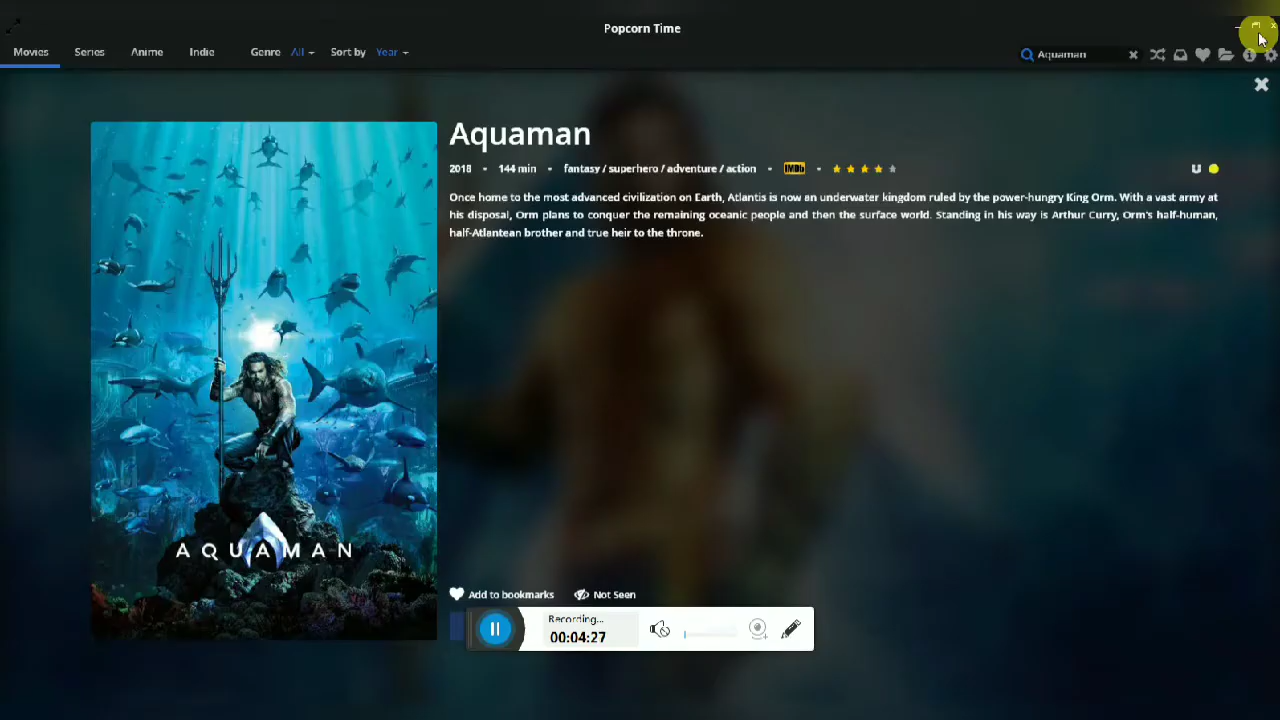 Popcorn Time
Movies Series Anime Indie Genre All Sort by Year Aquaman
Aquaman
2018 • 144 min • fantasy / superhero / adventure / action • IMDb •
Once home to the most advanced civilization on Earth, Atlantis is now an underwater kingdom ruled by the power-hungry King Orm. With a vast army at
his disposal, Orm plans to conquer the remaining oceanic people and then the surface world. Standing in his way is Arthur Curry, Orm's half-human,
half-Atlantean brother and true heir to the throne.
AQUAMAN
Add to bookmarks Not Seen
Recording...
00:04:27